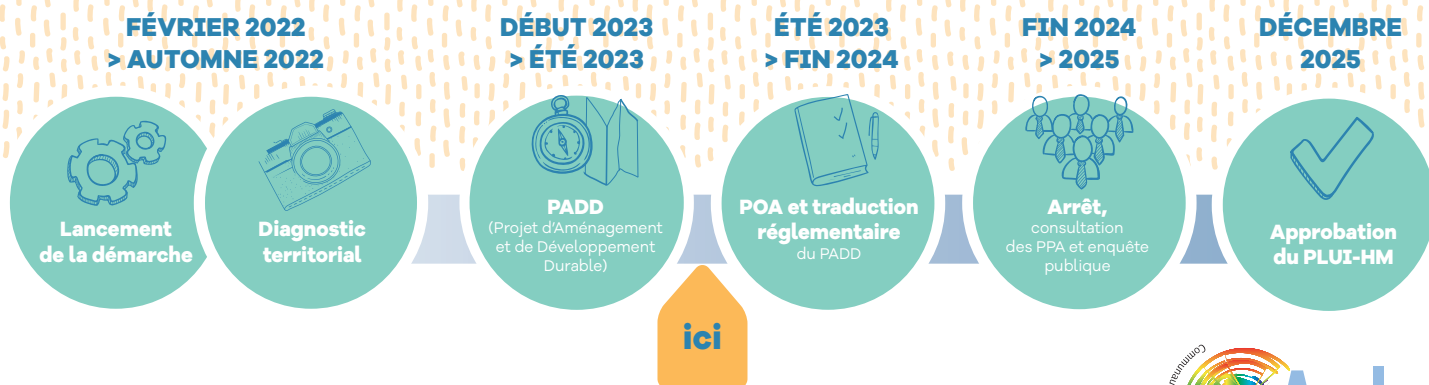 FÉVRIER 2022
> AUTOMNE 2022
DÉBUT 2023
> ÉTÉ 2023
ÉTÉ 2023
> FIN 2024
FIN 2024
> 2025
DÉCEMBRE
2025
Lancement
de la démarche
Diagnostic
territorial
PADD
(Projet d'Aménagement
et de Développement
Durable)
POA et traduction
réglementaire
du PADD
Arrêt,
consultation
des PPA et enquête
publique
Approbation
du PLUI-HM
ici